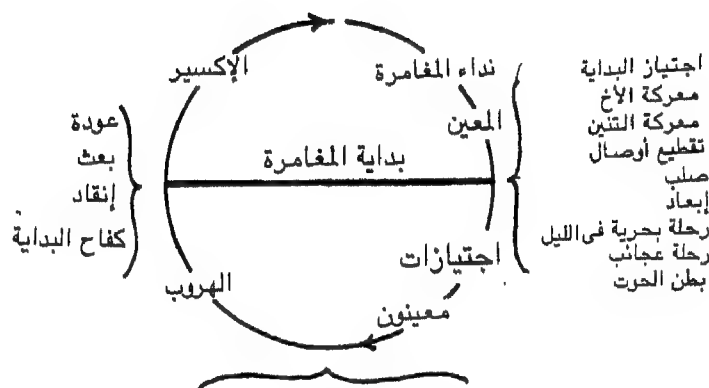 الإكسير
نداء المغامرة
المعين
بداية المغامرة
اجتيازات
معينون
الهروب
اجتياز البداية
معركة الأخ
معركة التنين
تقطيع أوصال
صلب
إبعاد
رحلة بحرية فى الليل
رحلة عجائب
بطن الحوت
عودة
بعث
إنقاد
كفاح البداية